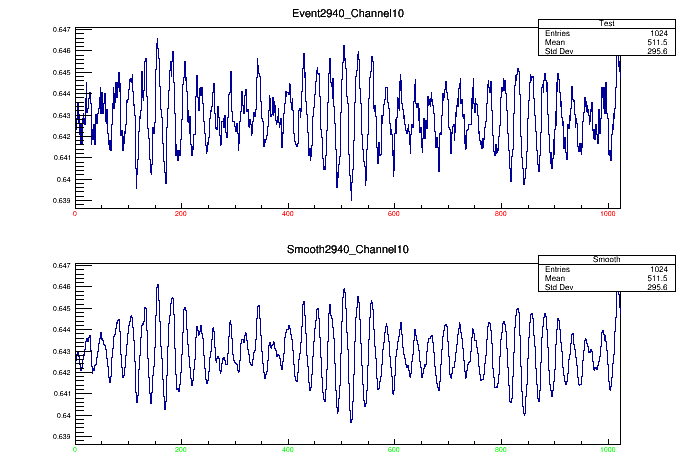 Event2940_Channel10
Test
Entries 1024
Mean 511.5
Std Dev 295.6
0.647
0.646
0.645
0.644
0.643
0.642
0.641
0.64
0.639
0 200 400 600 800 1000
Smooth2940_Channel10
Smooth
Entries 1024
Mean 511.5
Std Dev 295.6
0.647
0.646
0.645
0.644
0.643
0.642
0.641
0.64
0.639
0 200 400 600 800 1000